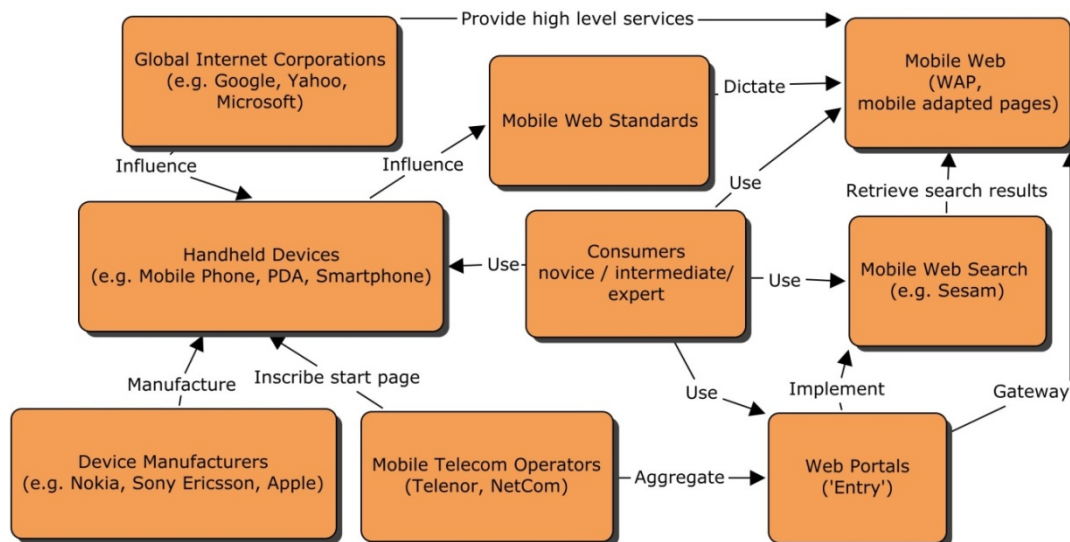 Provide high level services
Global Internet Corporations
(e.g. Google, Yahoo,
Microsoft)
Mobile Web
(WAP,
mobile adapted pages)
Dictate
Mobile Web Standards
Influence
Influence
Use
Retrieve search results
Handheld Devices
(e.g. Mobile Phone, PDA, Smartphone)
Use
Consumers
novice / intermediate/
expert
Use
Mobile Web Search
(e.g. Sesam)
Manufacture
Inscribe start page
Use
Implement
Gateway
Device Manufacturers
(e.g. Nokia, Sony Ericsson, Apple)
Mobile Telecom Operators
(Telenor, NetCom)
Aggregate
Web Portals
('Entry')